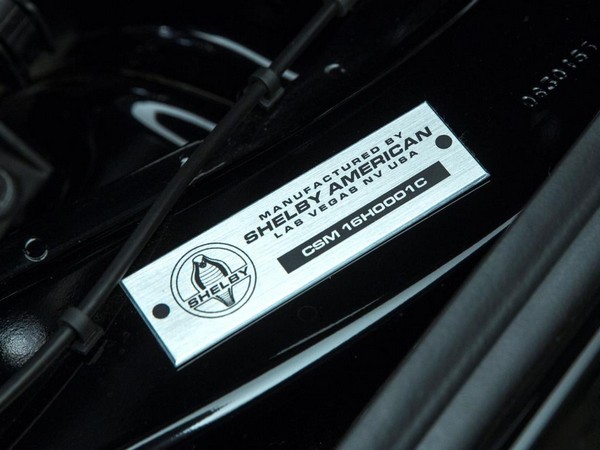 MANUFACTURED BY
SHELBY AMERICAN
LAS VEGAS NV USA
CSM 16H0001C
SHELBY